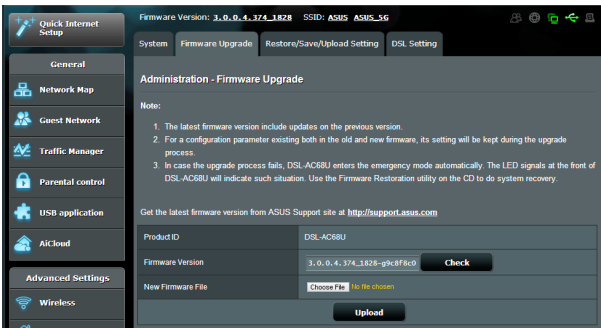 Quick Internet
Setup
Firmware Version: 3.0.0.4.374_1828 SSID: ASUS ASUS_5G
System Firmware Upgrade Restore/Save/Upload Setting DSL Setting
General
Network Map
Guest Network
Traffic Manager
Parental control
USB application
AiCloud
Advanced Settings
Wireless
Administration - Firmware Upgrade
Note:
1. The latest firmware version include updates on the previous version.
2. For a configuration parameter existing both in the old and new firmware, its setting will be kept during the upgrade
process.
3. In case the upgrade process fails, DSL-AC68U enters the emergency mode automatically. The LED signals at the front of
DSL-AC68U will indicate such situation. Use the Firmware Restoration utility on the CD to do system recovery.
Get the latest firmware version from ASUS Support site at http://support.asus.com
Product ID DSL-AC68U
Firmware Version 3.0.0.4.374_1828-g9c8f8c0 Check
New Firmware File Choose File No file chosen
Upload